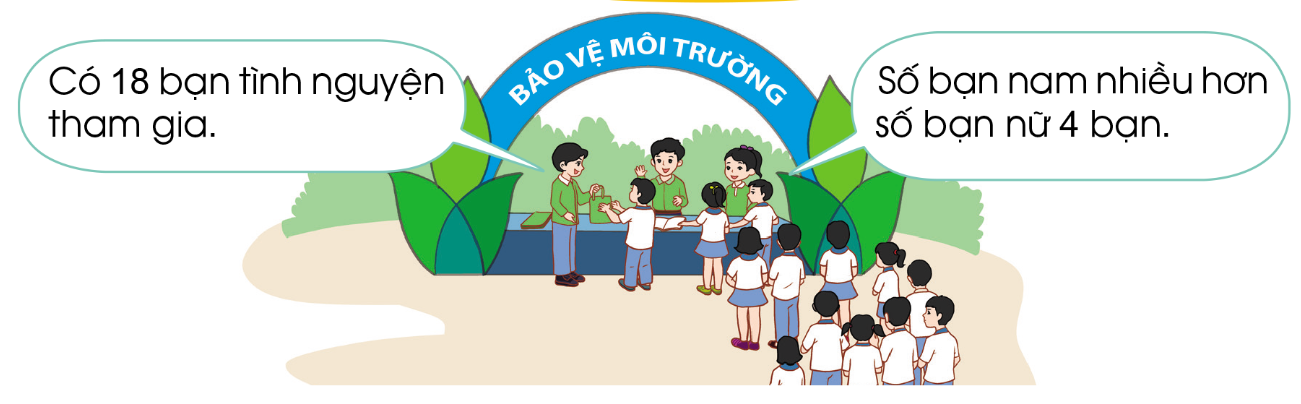 BẢO VỆ MÔI TRƯỜNG
Có 18 bạn tình nguyện
tham gia.
Số bạn nam nhiều hơn
số bạn nữ 4 bạn.